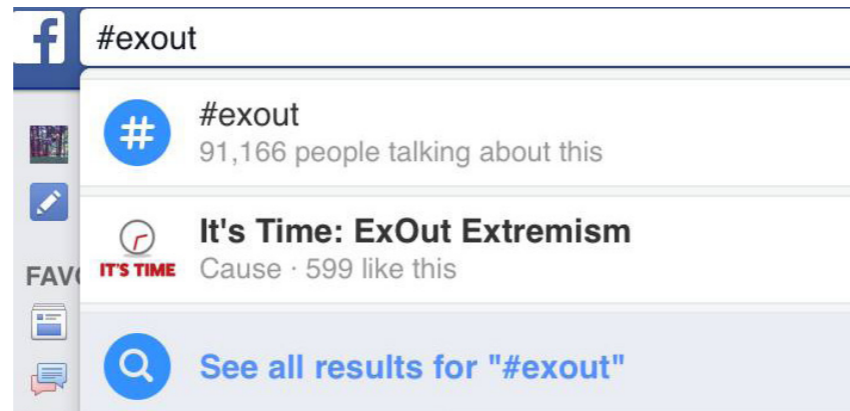 #exout
#exout
91,166 people talking about this
It's Time: ExOut Extremism
IT'S TIME
Cause · 599 like this
FAVO
See all results for "#exout"